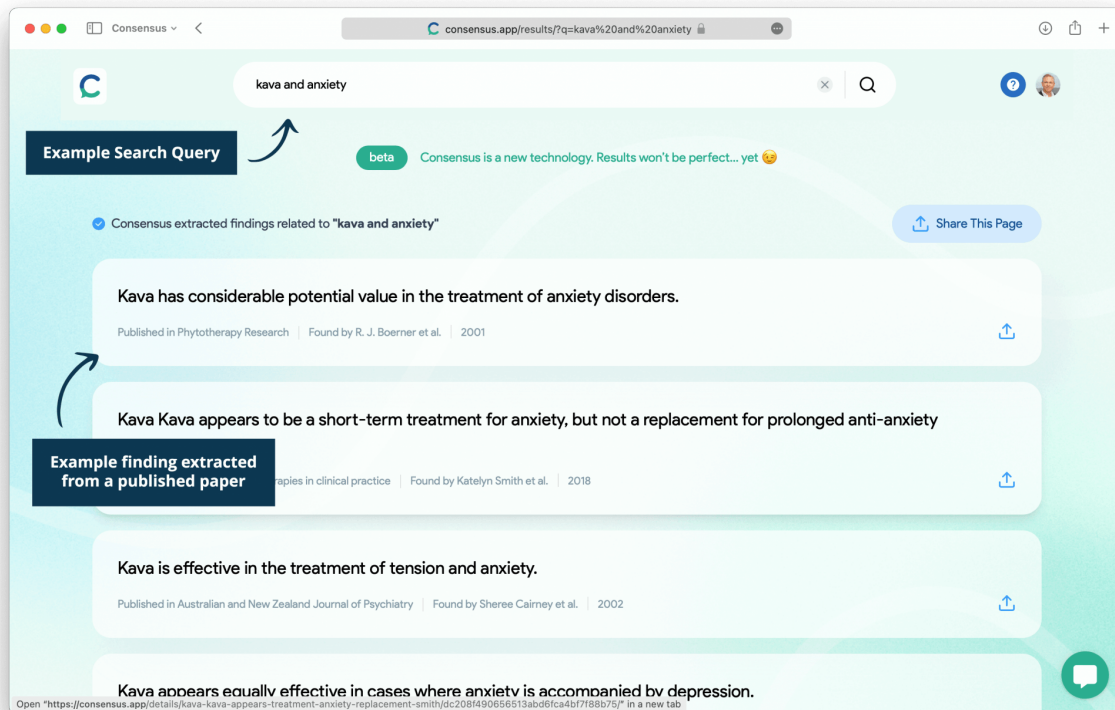 Consensus
consensus.app/results/?q=kava%20and%20anxiety
kava and anxiety
Example Search Query
beta
Consensus is a new technology. Results won't be perfect... yet 😉
Consensus extracted findings related to "kava and anxiety"
Share This Page
Kava has considerable potential value in the treatment of anxiety disorders.
Published in Phytotherapy Research | Found by R. J. Boerner et al. | 2001
Kava Kava appears to be a short-term treatment for anxiety, but not a replacement for prolonged anti-anxiety
Example finding extracted
from a published paper
rapies in clinical practice | Found by Katelyn Smith et al. | 2018
Kava is effective in the treatment of tension and anxiety.
Published in Australian and New Zealand Journal of Psychiatry | Found by Sheree Cairney et al. | 2002
Kava appears equally effective in cases where anxiety is accompanied by depression.
Open "https://consensus.app/details/kava-kava-appears-treatment-anxiety-replacement-smith/dc208f490656513abd6fca4bf7f88b75/" in a new tab